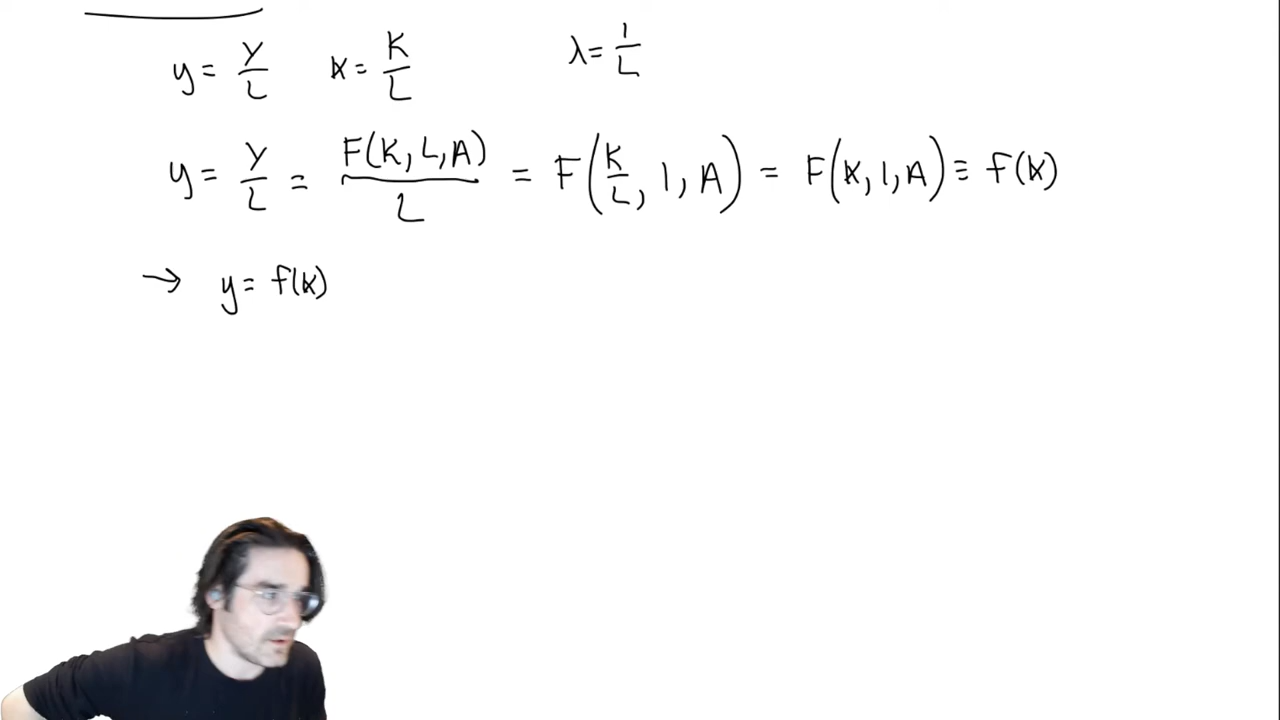 y = Y/L k = K/L λ = 1/L
y = Y/L = F(K, L, A)/L = F(K/L, 1, A) = F(k, 1, A) ≡ f(k)
→ y = f(k)